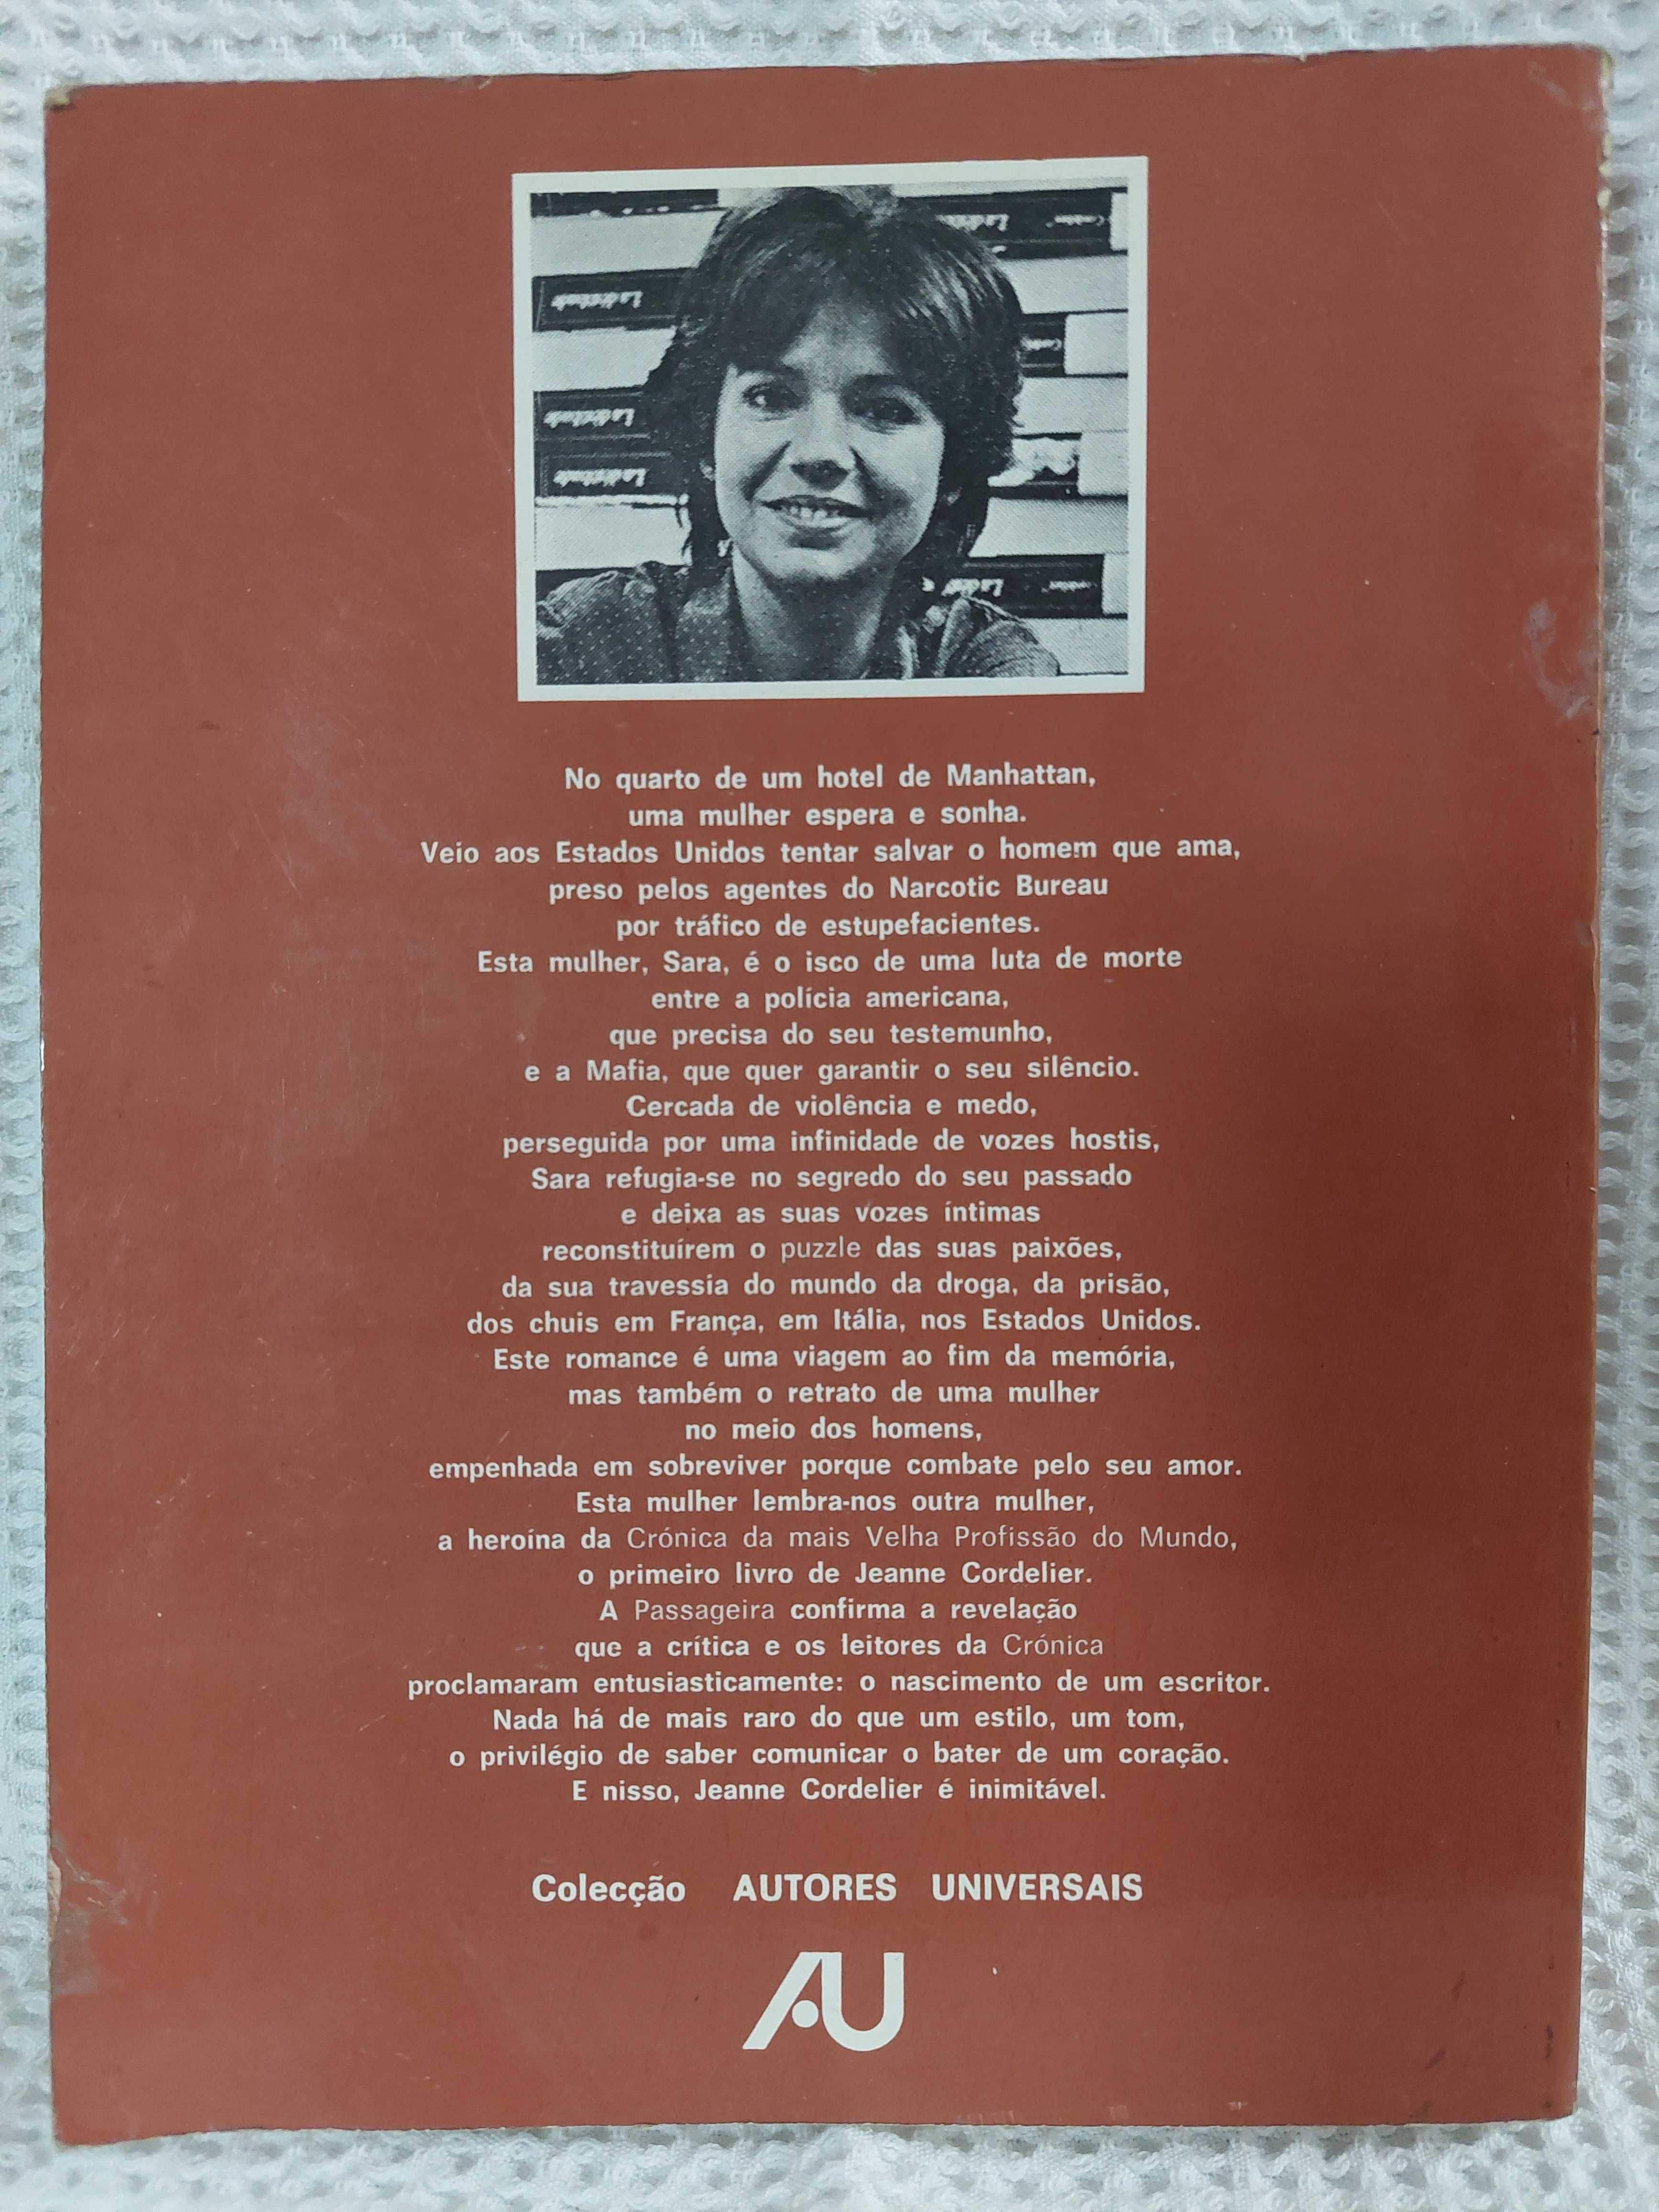 No quarto de um hotel de Manhattan,
uma mulher espera e sonha.
Veio aos Estados Unidos tentar salvar o homem que ama,
preso pelos agentes do Narcotic Bureau
por tráfico de estupefacientes.
Esta mulher, Sara, é o isco de uma luta de morte
entre a polícia americana,
que precisa do seu testemunho,
e a Mafia, que quer garantir o seu silêncio.
Cercada de violência e medo,
perseguida por uma infinidade de vozes hostis,
Sara refugia-se no segredo do seu passado
e deixa as suas vozes íntimas
reconstituírem o puzzle das suas paixões,
da sua travessia do mundo da droga, da prisão,
dos chuis em França, em Itália, nos Estados Unidos.
Este romance é uma viagem ao fim da memória,
mas também o retrato de uma mulher
no meio dos homens,
empenhada em sobreviver porque combate pelo seu amor.
Esta mulher lembra-nos outra mulher,
a heroína da Crónica da mais Velha Profissão do Mundo,
o primeiro livro de Jeanne Cordelier.
A Passageira confirma a revelação
que a crítica e os leitores da Crónica
proclamaram entusiasticamente: o nascimento de um escritor.
Nada há de mais raro do que um estilo, um tom,
o privilégio de saber comunicar o bater de um coração.
E nisso, Jeanne Cordelier é inimitável.
Colecção AUTORES UNIVERSAIS
AU